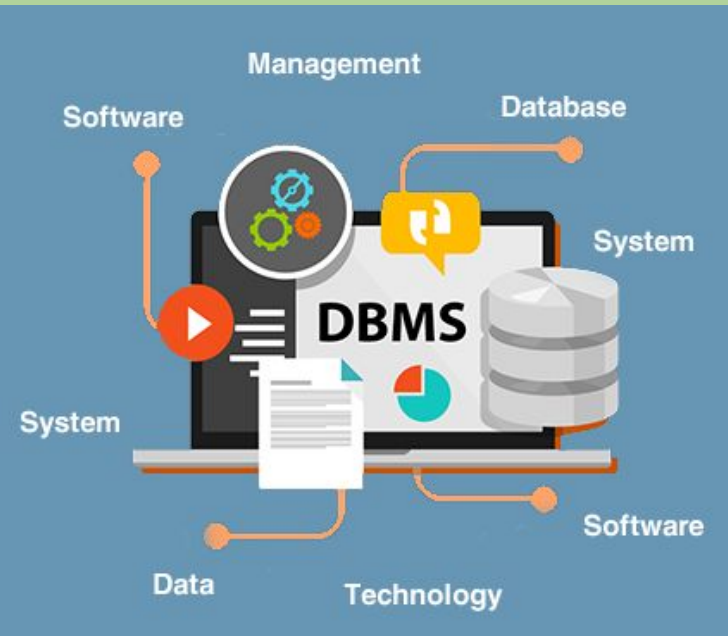 Management
Software
Database
System
DBMS
System
Software
Data
Technology